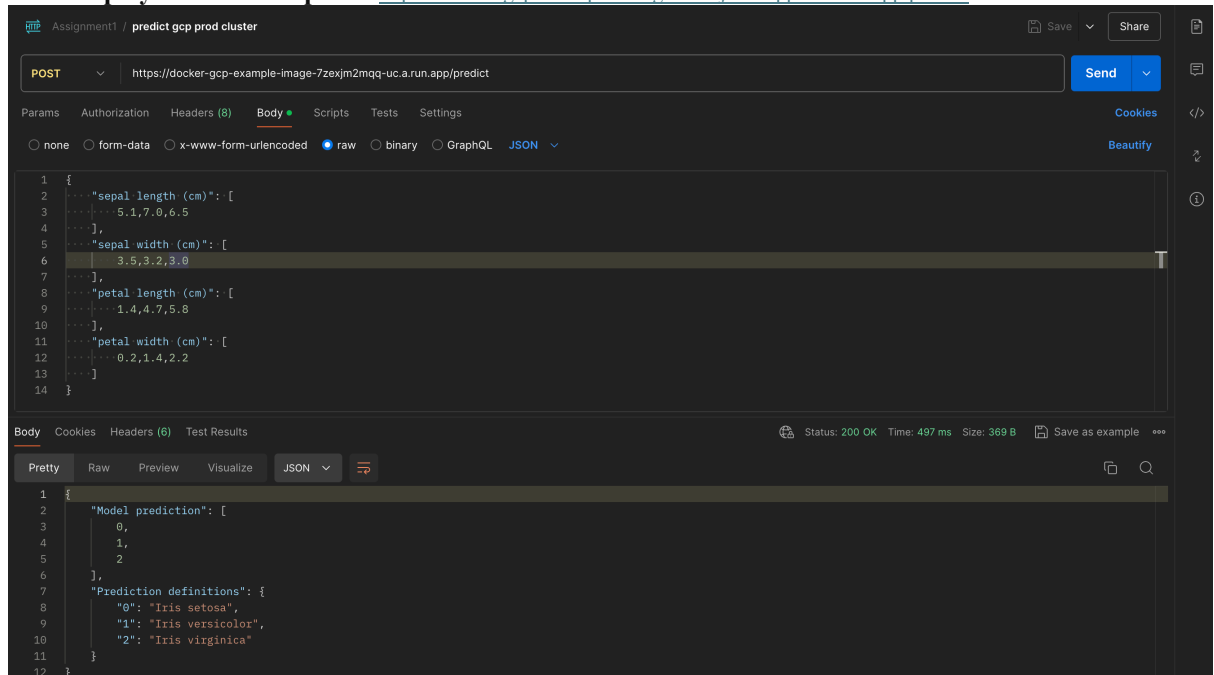 HTTP Assignment1 / predict gcp prod cluster Save Share
POST https://docker-gcp-example-image-7zexjm2mqq-uc.a.run.app/predict Send
Params Authorization Headers (8) Body Scripts Tests Settings Cookies
none form-data x-www-form-urlencoded raw binary GraphQL JSON Beautify
1 {
2 "sepal length (cm)": [
3 5.1,7.0,6.5
4 ],
5 "sepal width (cm)": [
6 3.5,3.2,3.0
7 ],
8 "petal length (cm)": [
9 1.4,4.7,5.8
10 ],
11 "petal width (cm)": [
12 0.2,1.4,2.2
13 ]
14 }
Body Cookies Headers (6) Test Results Status: 200 OK Time: 497 ms Size: 369 B Save as example
Pretty Raw Preview Visualize JSON
1 {
2 "Model prediction": [
3 0,
4 1,
5 2
6 ],
7 "Prediction definitions": {
8 "0": "Iris setosa",
9 "1": "Iris versicolor",
10 "2": "Iris virginica"
11 }
12 }